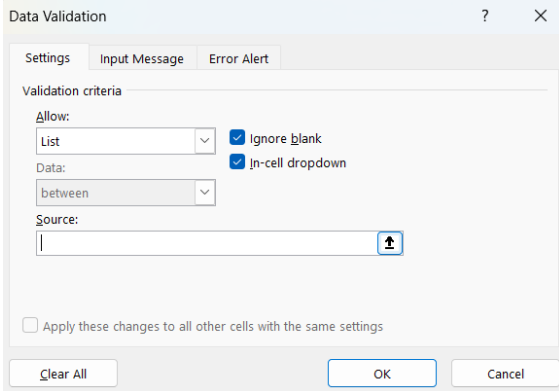 Data Validation ?
Settings Input Message Error Alert
Validation criteria
Allow:
List
Ignore blank
Data:
In-cell dropdown
between
Source:
Apply these changes to all other cells with the same settings
Clear All OK Cancel